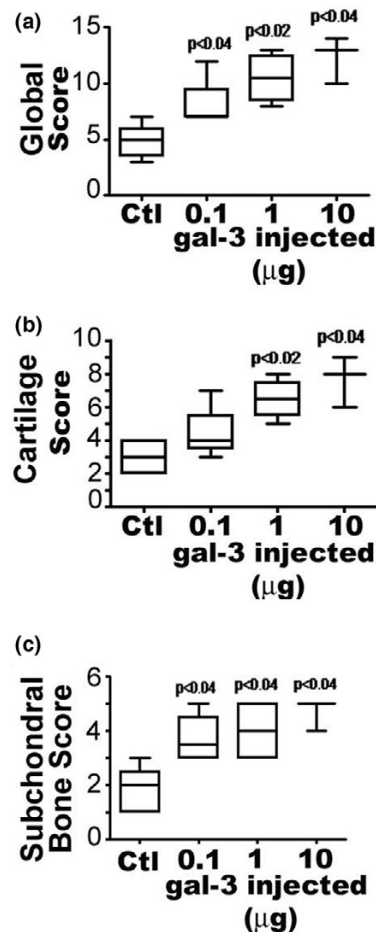 (a)
Global
Score
15
10
5
0
p<0.04
p<0.02
p<0.04
Ctl 0.1 1 10
gal-3 injected
(μg)
(b)
Cartilage
Score
10
8
6
4
2
0
p<0.02
p<0.04
Ctl 0.1 1 10
gal-3 injected
(μg)
(c)
Subchondral
Bone Score
6
4
2
0
p<0.04 p<0.04 p<0.04
Ctl 0.1 1 10
gal-3 injected
(μg)